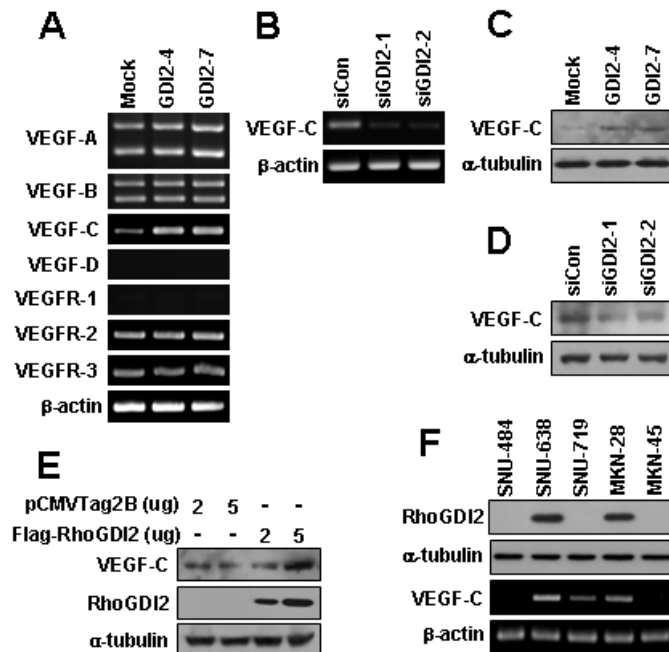 A
Mock
GDI2-4
GDI2-7
VEGF-A
VEGF-B
VEGF-C
VEGF-D
VEGFR-1
VEGFR-2
VEGFR-3
β-actin
B
siCon
siGDI2-1
siGDI2-2
VEGF-C
β-actin
C
Mock
GDI2-4
GDI2-7
VEGF-C
α-tubulin
D
siCon
siGDI2-1
siGDI2-2
VEGF-C
α-tubulin
E
pCMVTag2B (ug) 2 5 - -
Flag-RhoGDI2 (ug) - - 2 5
VEGF-C
RhoGDI2
α-tubulin
F
SNU-484
SNU-638
SNU-719
MKN-28
MKN-45
RhoGDI2
α-tubulin
VEGF-C
β-actin